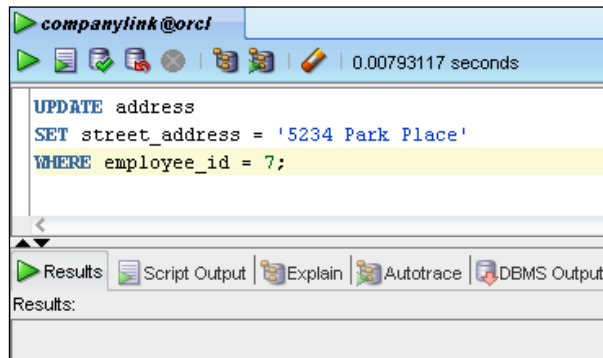 companylink@orcl
0.00793117 seconds
UPDATE address
SET street_address = '5234 Park Place'
WHERE employee_id = 7;
Results Script Output Explain Autotrace DBMS Output
Results: